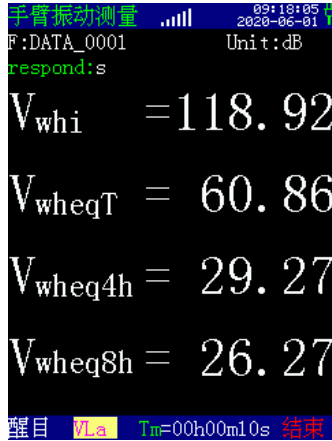 手臂振动测量 09:18:05
2020-06-01
F:DATA_0001 Unit:dB
respond:s
Vwhi =118.92
VwheqT = 60.86
Vwheq4h = 29.27
Vwheq8h = 26.27
醒目 VLa Tm=00h00m10s 结束